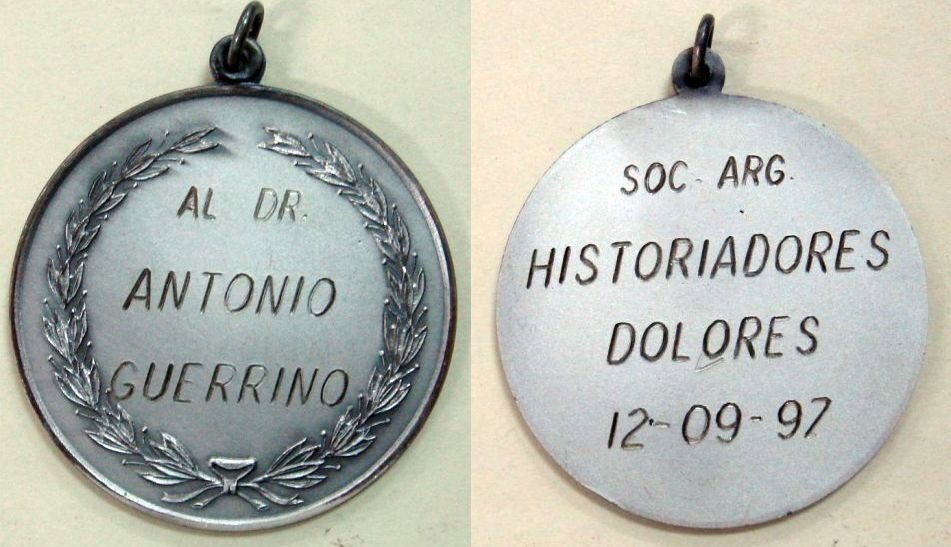 AL DR.
ANTONIO
GUERRINO
SOC. ARG.
HISTORIADORES
DOLORES
12-09-97